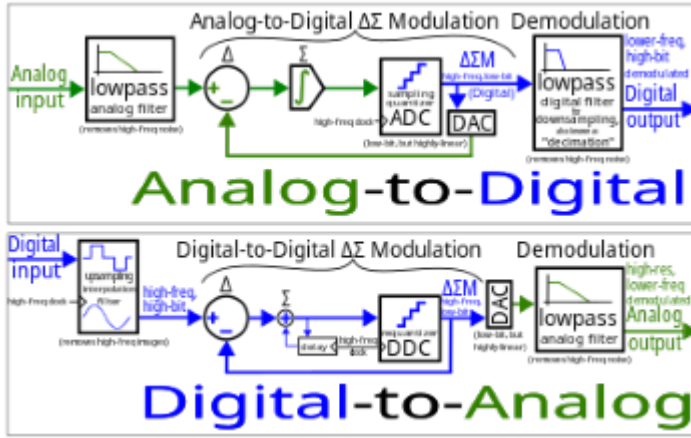 Analog-to-Digital ΔΣ Modulation
Demodulation
Analog
input
lowpass
analog filter
(removes high-freq noise)
Δ
+
−
Σ
∫
sampling
quantizer
ADC
high-freq clock
(low-bit, but highly-linear)
ΔΣM
high-freq, low-bit
(Digital)
DAC
lowpass
digital filter
for
downsampling,
also known as
"decimation"
(removes high-freq noise)
lower-freq,
high-bit
demodulated
Digital
output
Analog-to-Digital
Digital-to-Digital ΔΣ Modulation
Demodulation
Digital
input
high-freq clock
upsampling
interpolation
filter
(removes high-freq images)
high-freq,
high-bit
Δ
+
−
Σ
+
delay
high-freq
clock
requantizer
DDC
ΔΣM
high-freq,
low-bit
DAC
(low-bit, but
highly-linear)
lowpass
analog filter
(removes high-freq noise)
high-res,
lower-freq
demodulated
Analog
output
Digital-to-Analog